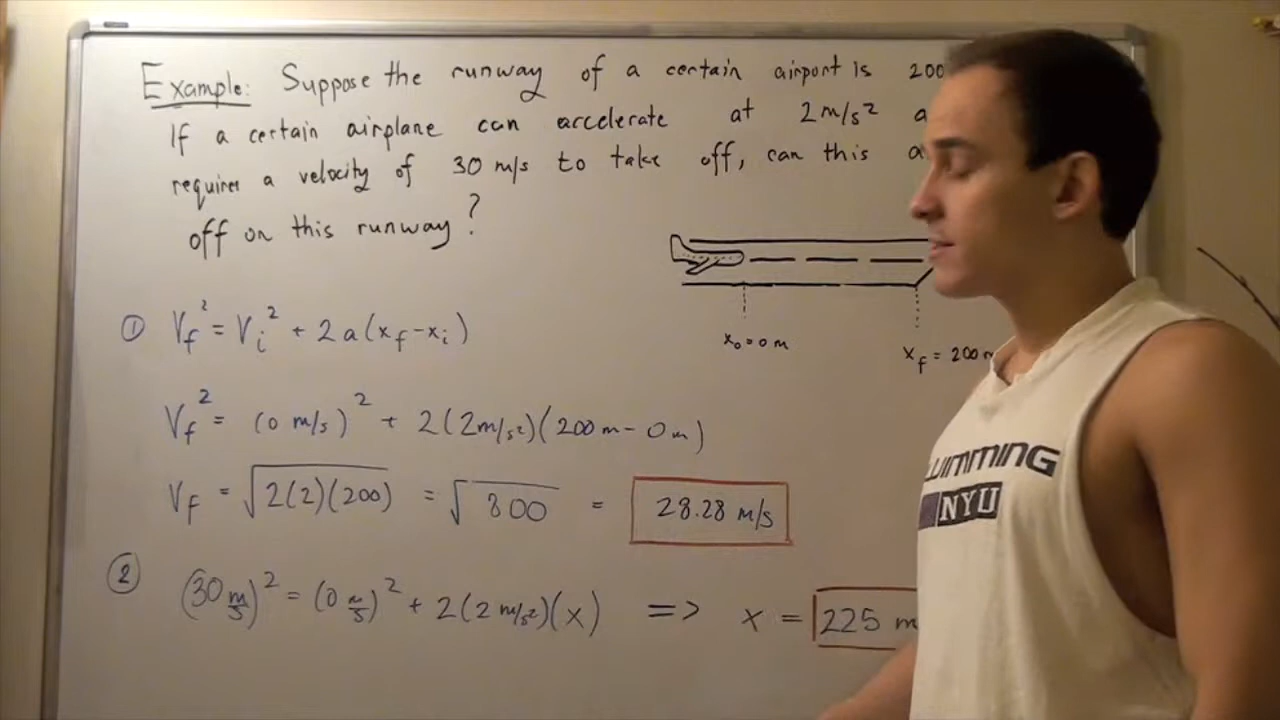 Example: Suppose the runway of a certain airport is 200
If a certain airplane can accelerate at 2 m/s² a
requires a velocity of 30 m/s to take off, can this a
off on this runway?
x₀ = 0 m
x_f = 200 m
① V_f² = V_i² + 2a(x_f - x_i)
V_f² = (0 m/s)² + 2(2m/s²)(200 m - 0 m)
V_f = √2(2)(200) = √800 = 28.28 m/s
② (30 m/s)² = (0 m/s)² + 2(2 m/s²)(x) => x = 225 m
WIMMING
NYU